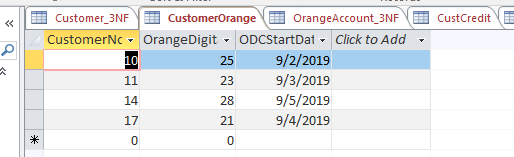 Customer_3NF CustomerOrange OrangeAccount_3NF CustCredit
CustomerNo OrangeDigit ODCStartDat Click to Add
10 25 9/2/2019
11 23 9/3/2019
14 28 9/5/2019
17 21 9/4/2019
* 0 0